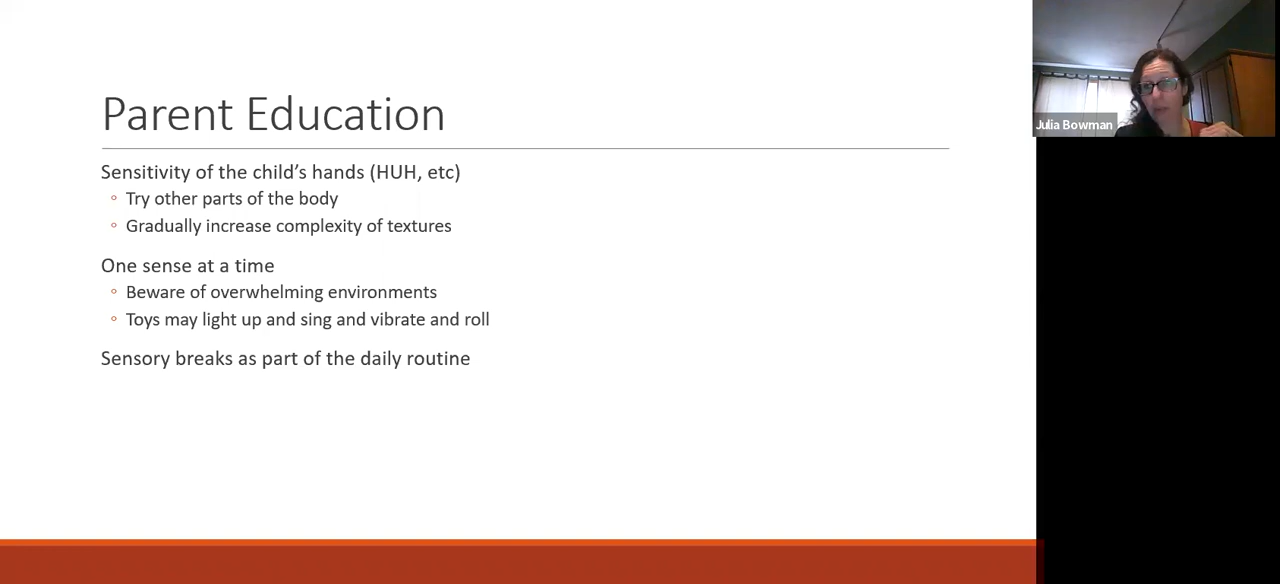 Parent Education
Sensitivity of the child’s hands (HUH, etc)
◦ Try other parts of the body
◦ Gradually increase complexity of textures
One sense at a time
◦ Beware of overwhelming environments
◦ Toys may light up and sing and vibrate and roll
Sensory breaks as part of the daily routine
Julia Bowman